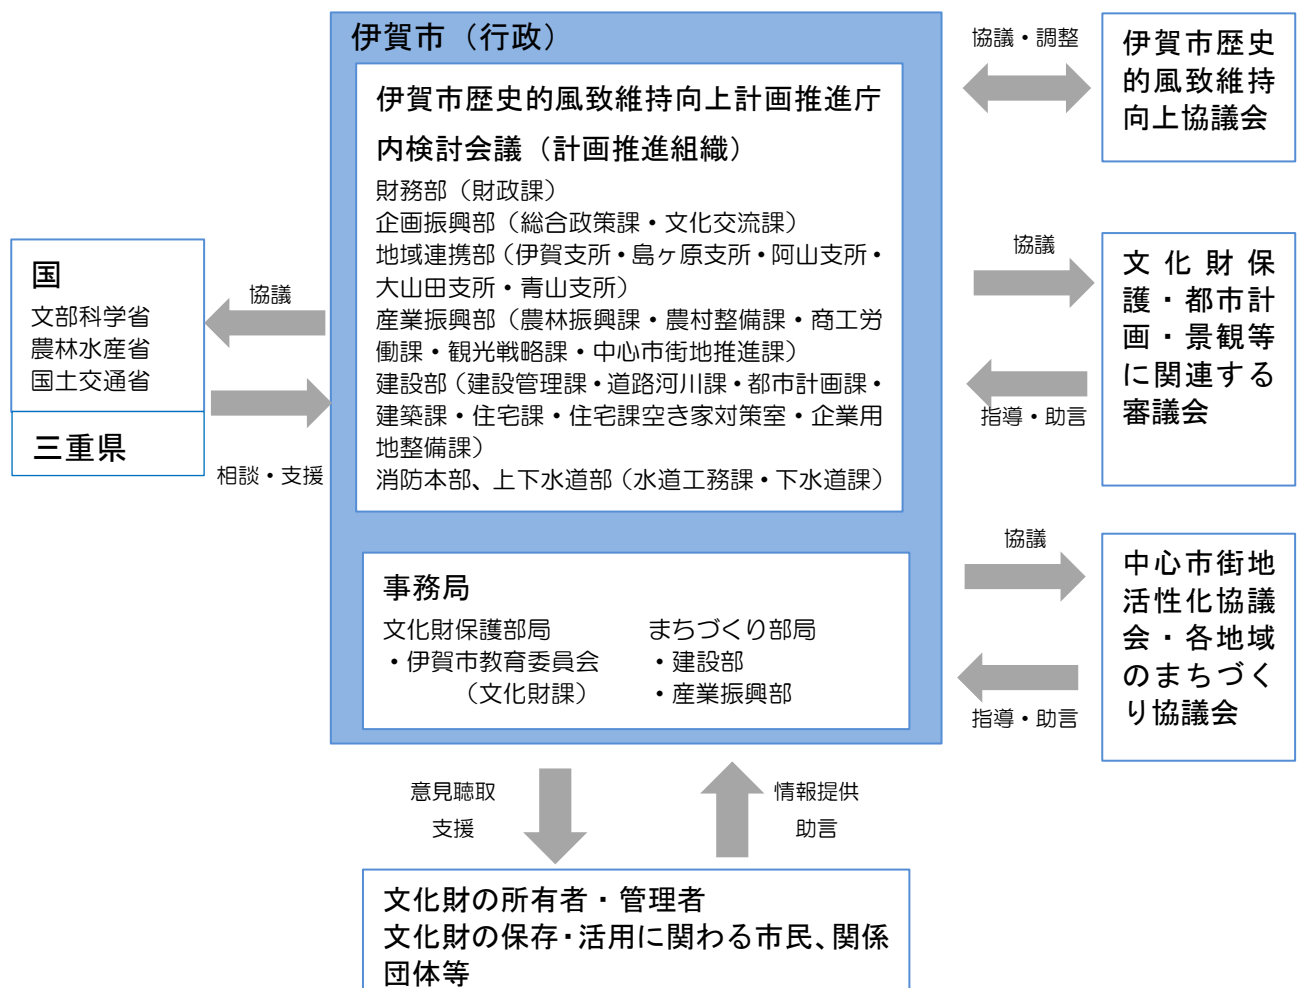 伊賀市（行政）
伊賀市歴史的風致維持向上計画推進庁
内検討会議（計画推進組織）
財務部（財政課）
企画振興部（総合政策課・文化交流課）
地域連携部（伊賀支所・島ヶ原支所・阿山支所・
大山田支所・青山支所）
産業振興部（農林振興課・農村整備課・商工労
働課・観光戦略課・中心市街地推進課）
建設部（建設管理課・道路河川課・都市計画課・
建築課・住宅課・住宅課空き家対策室・企業用
地整備課）
消防本部、上下水道部（水道工務課・下水道課）
事務局
文化財保護部局
・伊賀市教育委員会
（文化財課）
まちづくり部局
・建設部
・産業振興部
国
文部科学省
農林水産省
国土交通省
三重県
協議
相談・支援
協議・調整
伊賀市歴史
的風致維持
向上協議会
協議
指導・助言
文化財保
護・都市計
画・景観等
に関連する
審議会
協議
指導・助言
中心市街地
活性化協議
会・各地域
のまちづく
り協議会
意見聴取
支援
情報提供
助言
文化財の所有者・管理者
文化財の保存・活用に関わる市民、関係
団体等